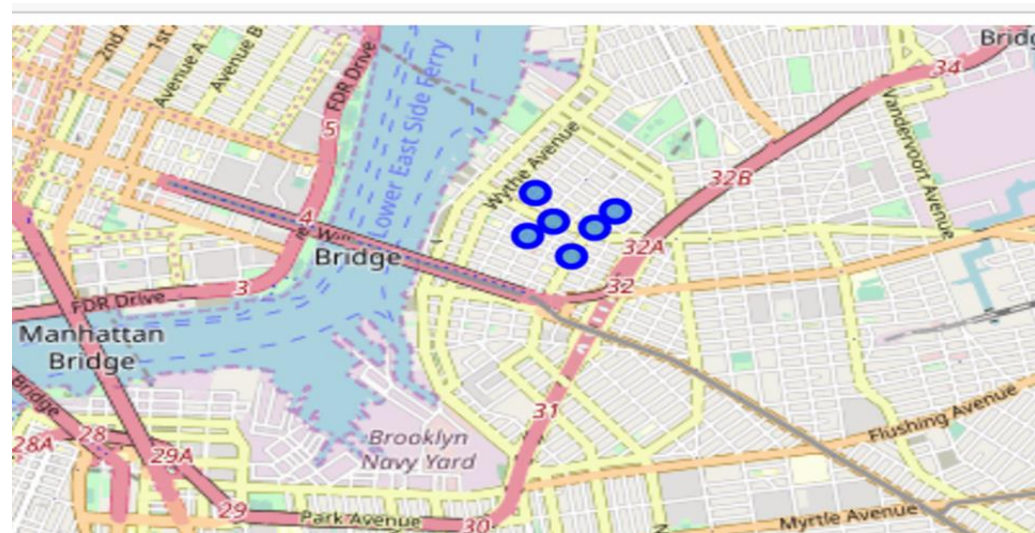 2nd A
1st
Avenue A
Avenue B
FDR Drive
5
Lower East Side Ferry
Wythe Avenue
34
Bridg
Vandervoort Avenue
32B
4
Bridge
32A
32
3
FDR Drive
Manhattan
Bridge
Bridge
28A
28
29A
29
31
Brooklyn
Navy Yard
Flushing Avenue
Park Avenue
30
N
Myrtle Avenue